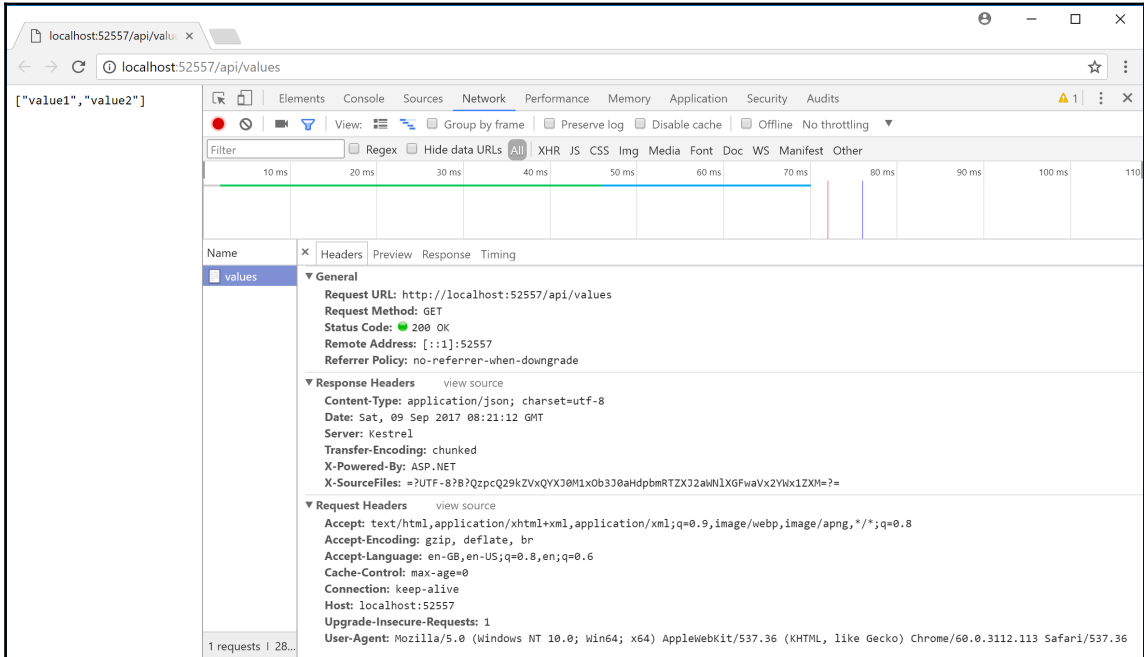 localhost:52557/api/valu
localhost:52557/api/values
["value1","value2"]
Elements Console Sources Network Performance Memory Application Security Audits 1
View: Group by frame Preserve log Disable cache Offline No throttling
Filter Regex Hide data URLs All XHR JS CSS Img Media Font Doc WS Manifest Other
10 ms 20 ms 30 ms 40 ms 50 ms 60 ms 70 ms 80 ms 90 ms 100 ms 110
Name × Headers Preview Response Timing
values
▼ General
Request URL: http://localhost:52557/api/values
Request Method: GET
Status Code: 200 OK
Remote Address: [::1]:52557
Referrer Policy: no-referrer-when-downgrade
▼ Response Headers view source
Content-Type: application/json; charset=utf-8
Date: Sat, 09 Sep 2017 08:21:12 GMT
Server: Kestrel
Transfer-Encoding: chunked
X-Powered-By: ASP.NET
X-SourceFiles: =?UTF-8?B?QzpcQ29kZVxQYXJ0M1xOb3J0aHdpbmRTZXJ2aWNlXGFwaVx2YWx1ZXM=?=
▼ Request Headers view source
Accept: text/html,application/xhtml+xml,application/xml;q=0.9,image/webp,image/apng,*/*;q=0.8
Accept-Encoding: gzip, deflate, br
Accept-Language: en-GB,en-US;q=0.8,en;q=0.6
Cache-Control: max-age=0
Connection: keep-alive
Host: localhost:52557
Upgrade-Insecure-Requests: 1
User-Agent: Mozilla/5.0 (Windows NT 10.0; Win64; x64) AppleWebKit/537.36 (KHTML, like Gecko) Chrome/60.0.3112.113 Safari/537.36
1 requests | 28...